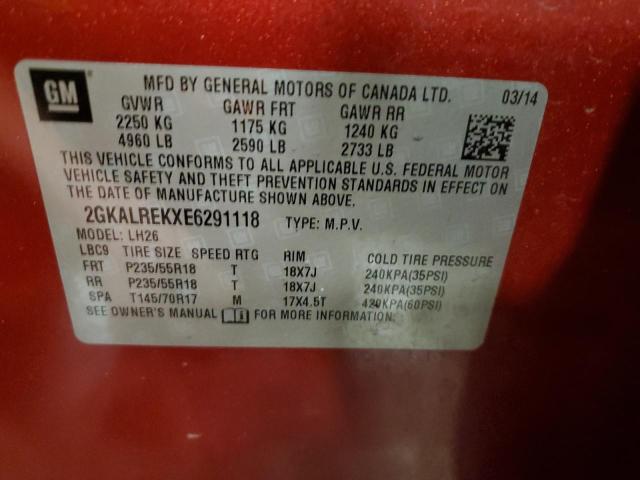 GM
MFD BY GENERAL MOTORS OF CANADA LTD. 03/14
GVWR GAWR FRT GAWR RR
2250 KG 1175 KG 1240 KG
4960 LB 2590 LB 2733 LB
THIS VEHICLE CONFORMS TO ALL APPLICABLE U.S. FEDERAL MOTOR
VEHICLE SAFETY AND THEFT PREVENTION STANDARDS IN EFFECT ON
THE DATE OF MANUFACTURE SHOWN ABOVE.
2GKALREKXE6291118 TYPE: M.P.V.
MODEL: LH26
LBC9 TIRE SIZE SPEED RTG RIM COLD TIRE PRESSURE
FRT P235/55R18 T 18X7J 240KPA(35PSI)
RR P235/55R18 T 18X7J 240KPA(35PSI)
SPA T145/70R17 M 17X4.5T 420KPA(60PSI)
SEE OWNER'S MANUAL FOR MORE INFORMATION